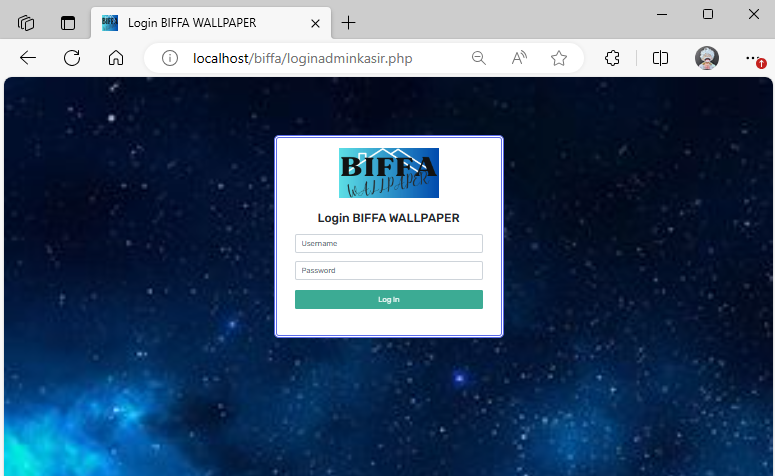 Login BIFFA WALLPAPER
localhost/biffa/loginadminkasir.php
BIFFA
WALLPAPER
Login BIFFA WALLPAPER
Username
Password
Log In